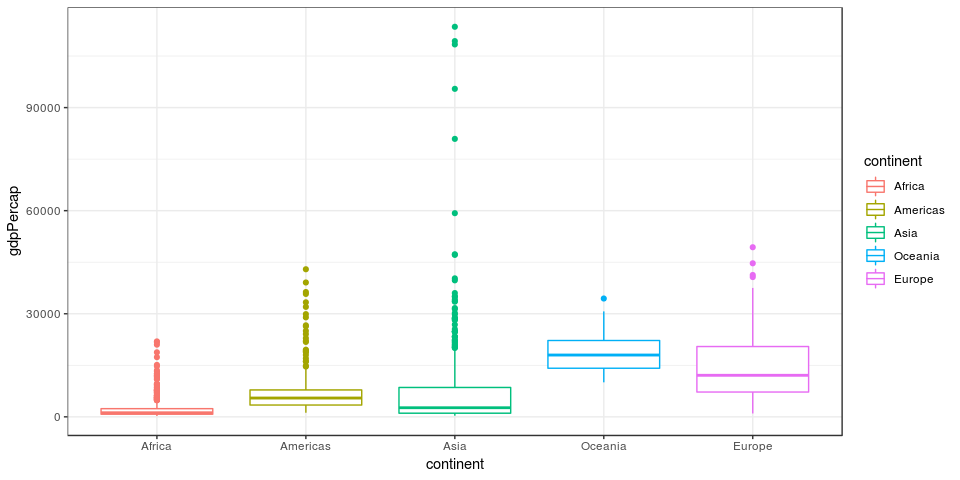 gdpPercap
90000
60000
30000
0
Africa
Americas
Asia
Oceania
Europe
continent
continent
Africa
Americas
Asia
Oceania
Europe